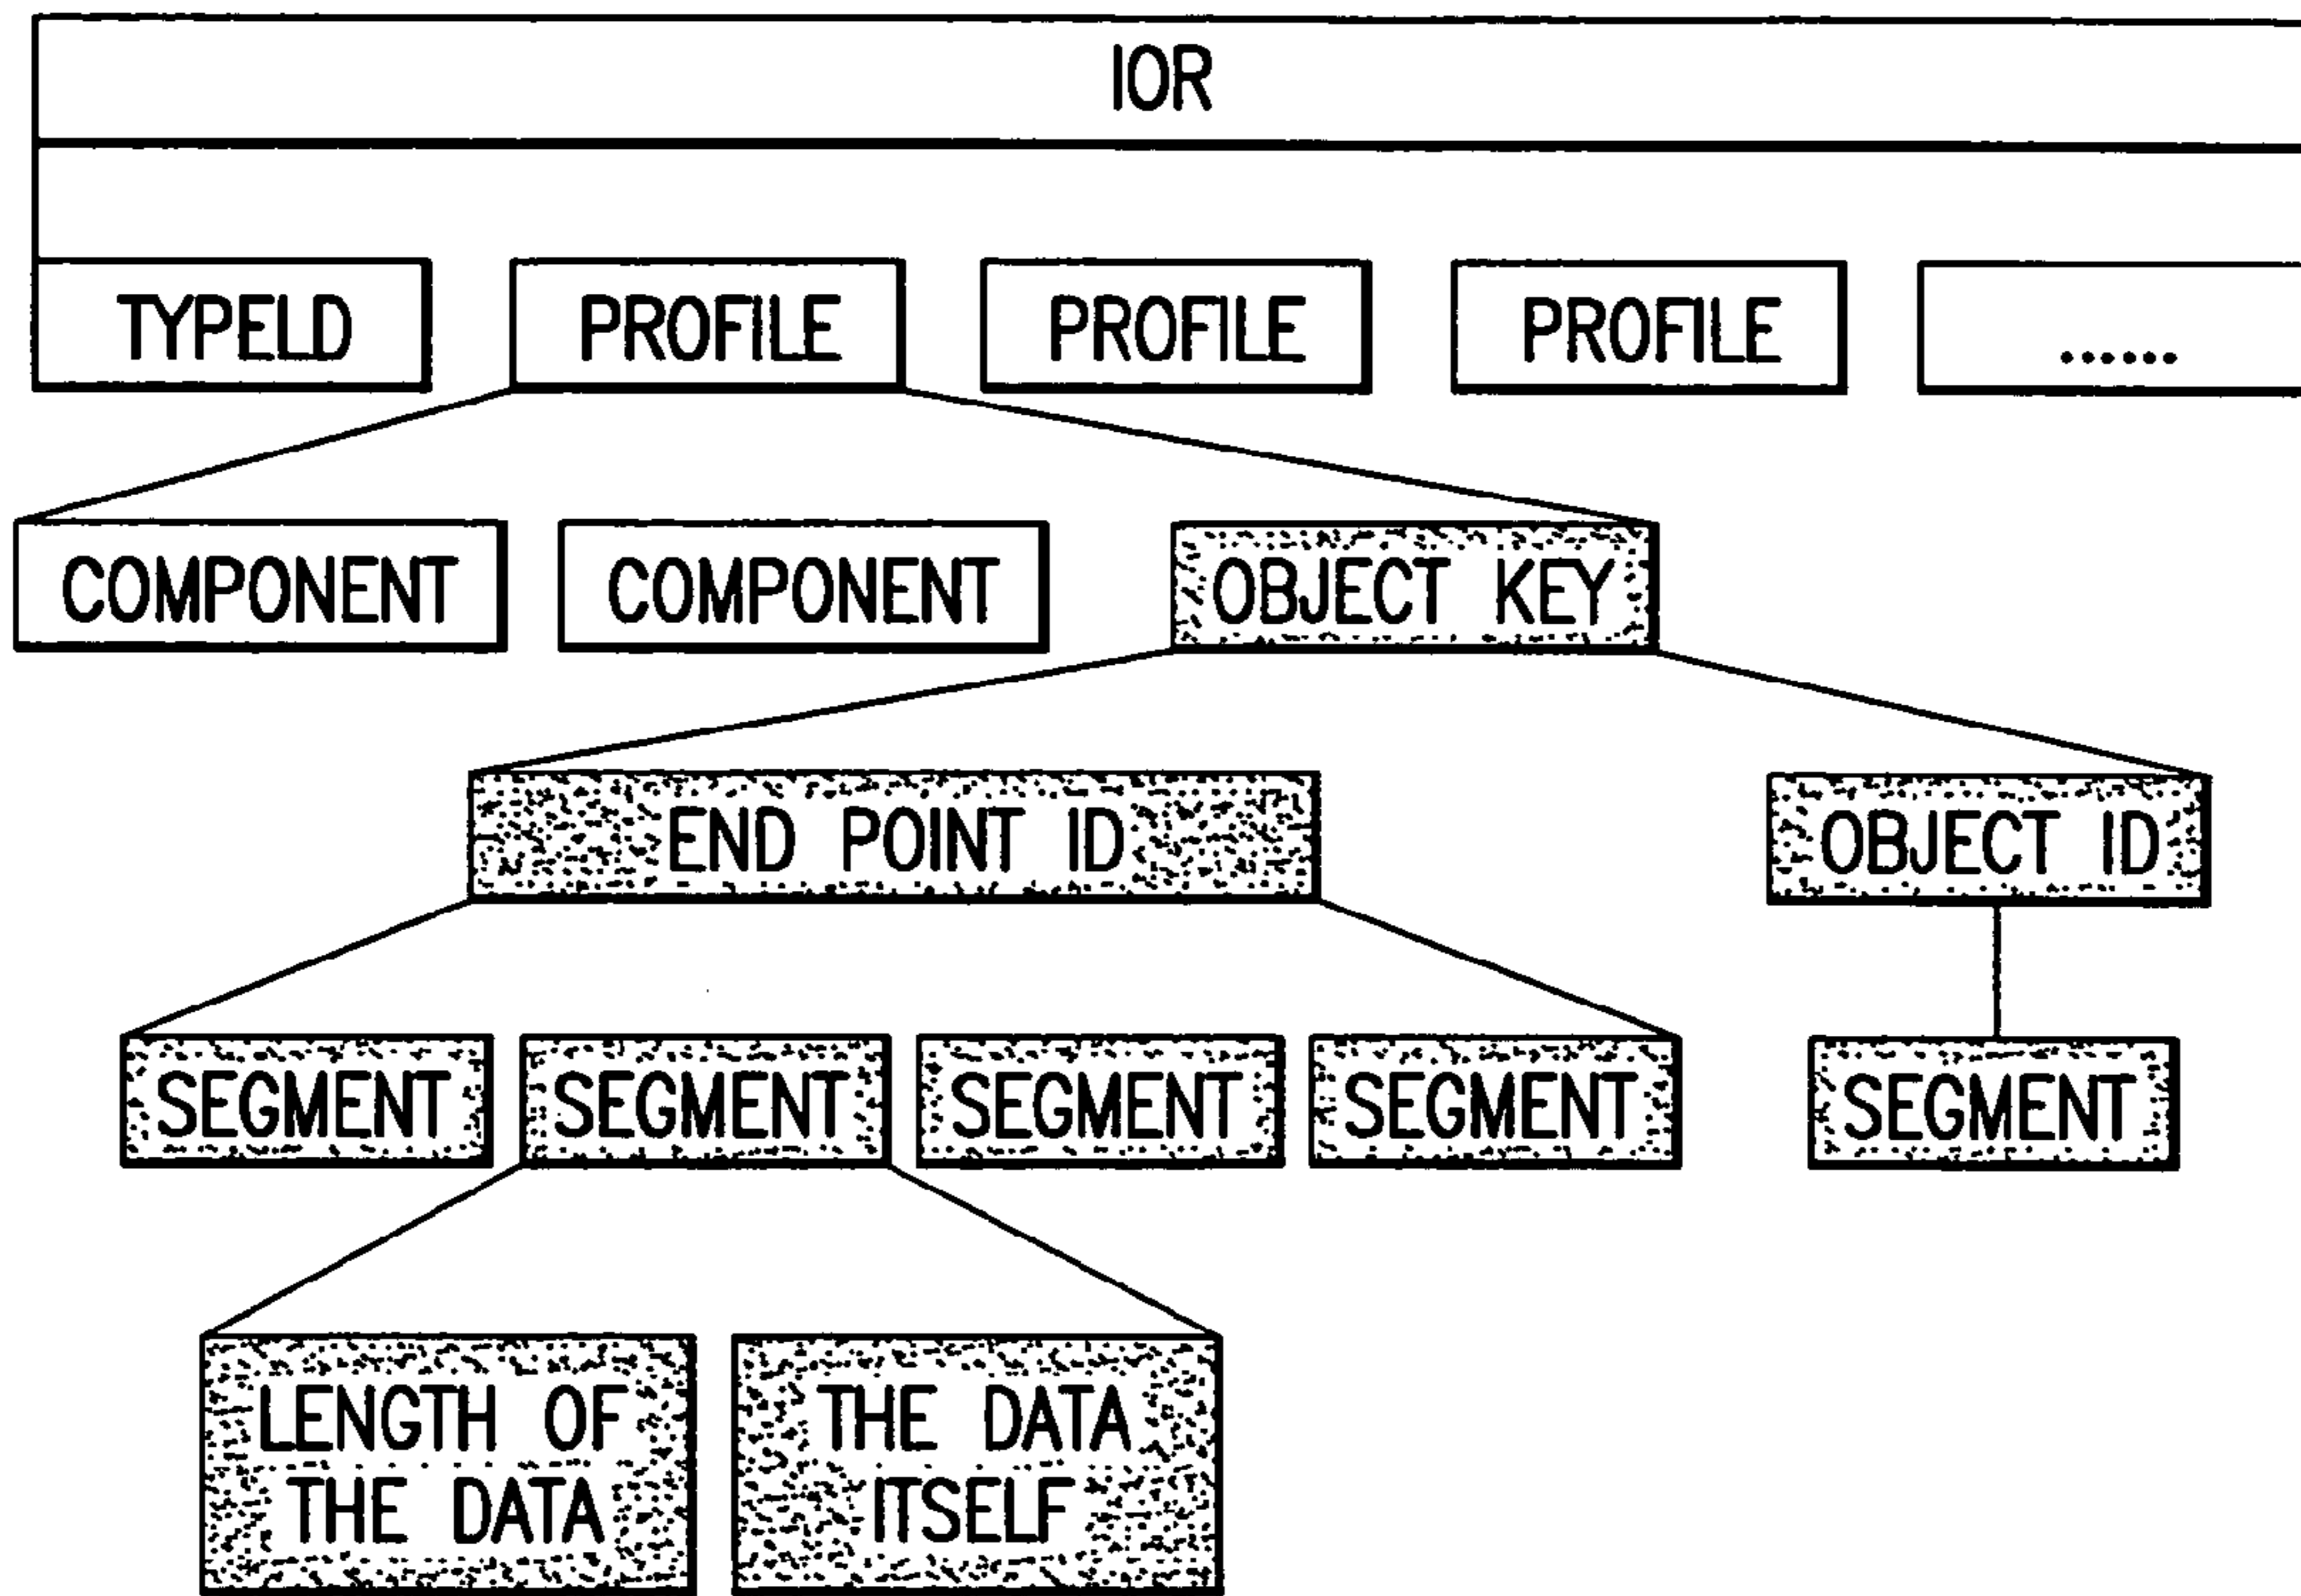 IOR
TYPELD PROFILE PROFILE PROFILE ......
COMPONENT COMPONENT OBJECT KEY
END POINT ID OBJECT ID
SEGMENT SEGMENT SEGMENT SEGMENT SEGMENT
LENGTH OF THE DATA
THE DATA ITSELF